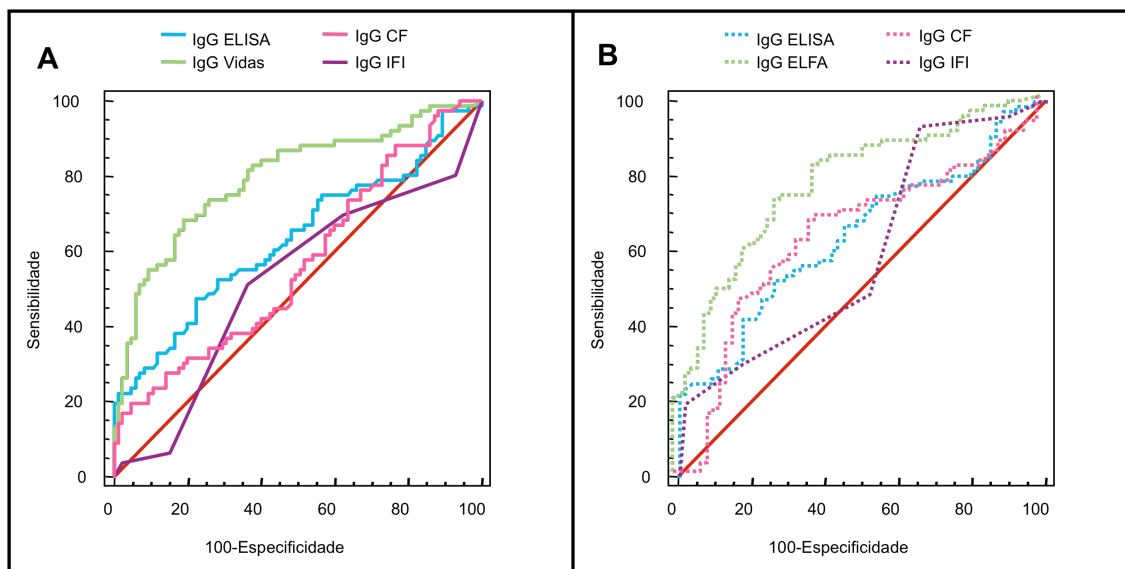 A
IgG ELISA
IgG CF
IgG Vidas
IgG IFI
100
80
60
40
20
0
Sensibilidade
0
20
40
60
80
100
100-Especificidade
B
IgG ELISA
IgG CF
IgG ELFA
IgG IFI
100
80
60
40
20
0
Sensibilidade
0
20
40
60
80
100
100-Especificidade